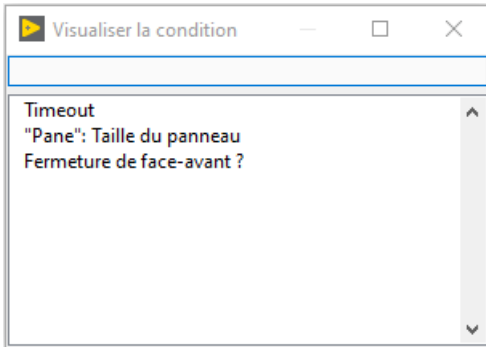 Visualiser la condition
Timeout
"Pane": Taille du panneau
Fermeture de face-avant ?